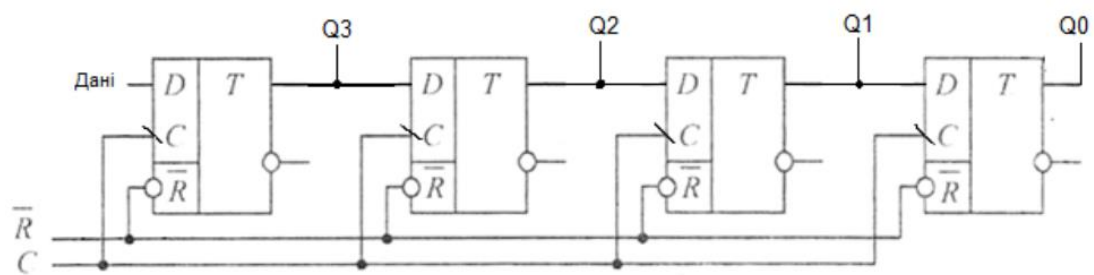 Q3 Q2 Q1 Q0
Дані D T D T D T D T
C C C C
R̅ R̅ R̅ R̅
R̅
C